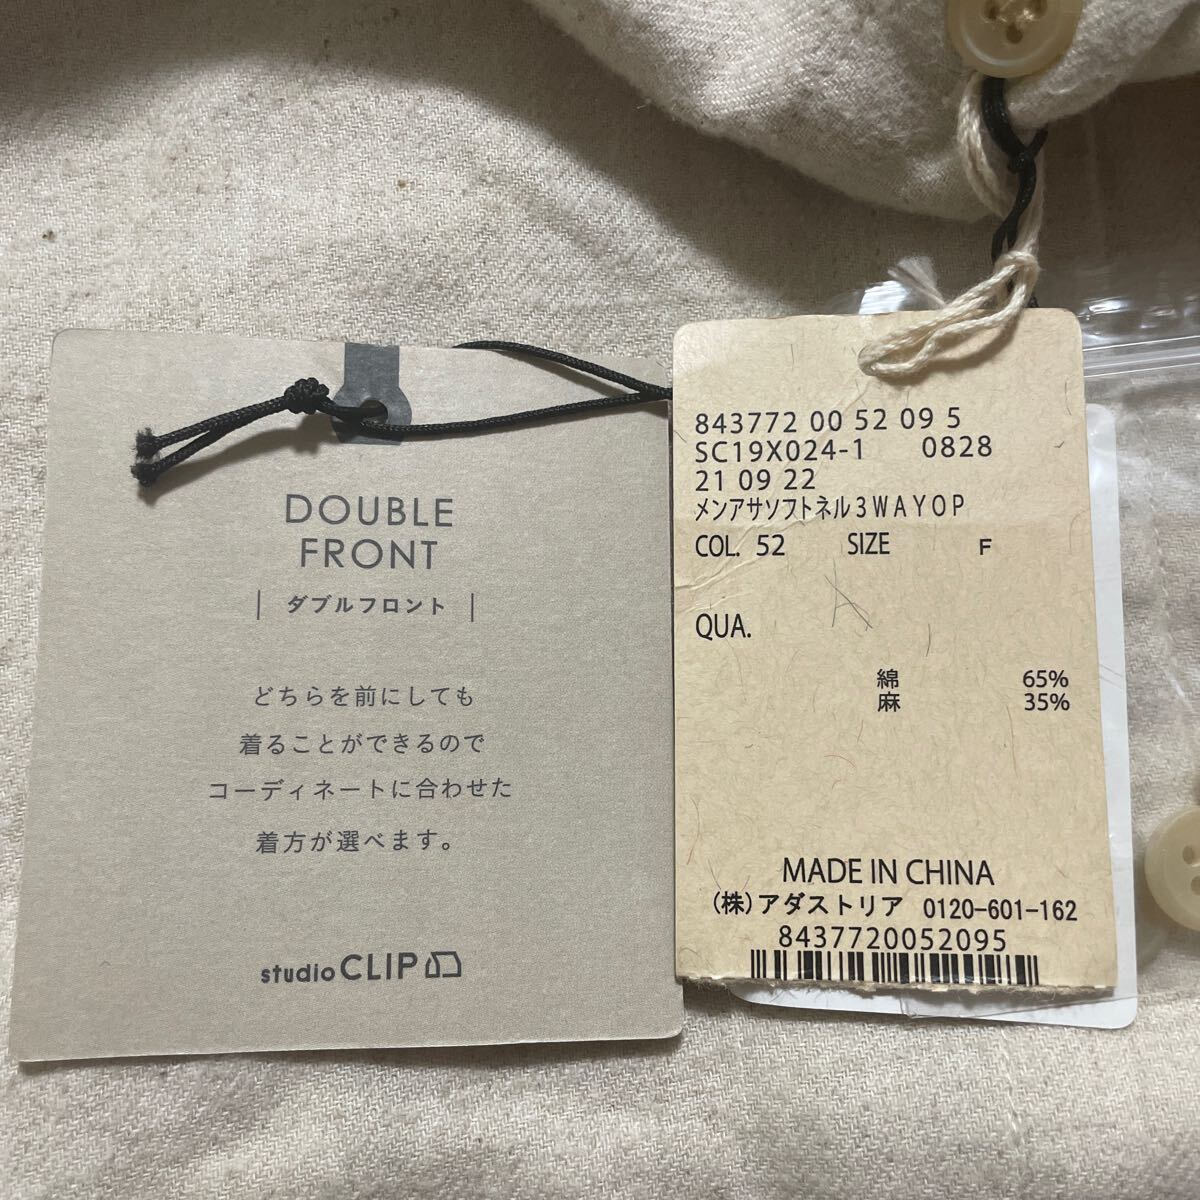 DOUBLE
FRONT
| ダブルフロント |
どちらを前にしても
着ることができるので
コーディネートに合わせた
着方が選べます。
studio CLIP
843772 00 52 09 5
SC19X024-1 0828
21 09 22
メンアサソフトネル3WAYOP
COL. 52 SIZE F
QUA.
綿 65%
麻 35%
MADE IN CHINA
(株)アダストリア 0120-601-162
8437720052095